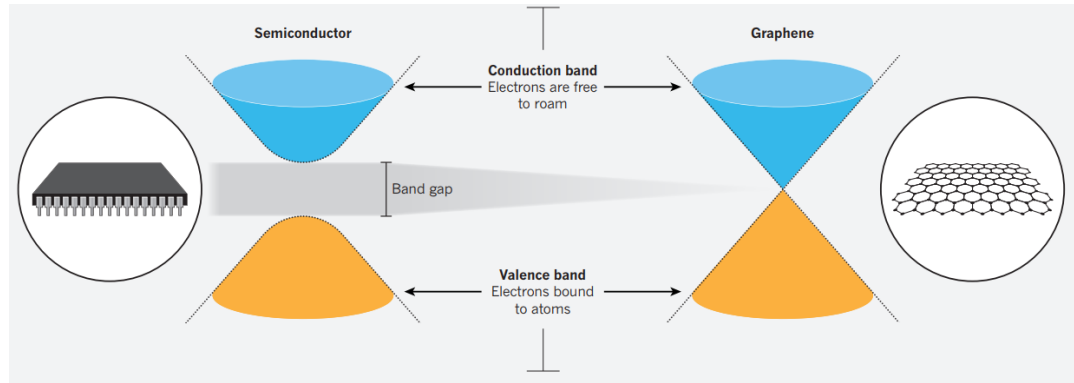 Semiconductor
Graphene
Conduction band
Electrons are free
to roam
Band gap
Valence band
Electrons bound
to atoms